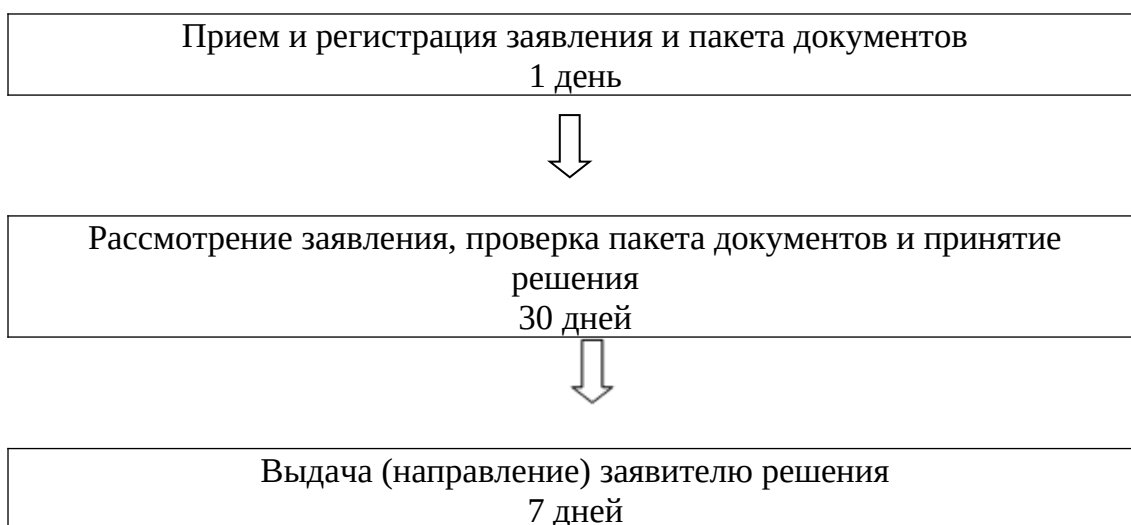 Прием и регистрация заявления и пакета документов
1 день
Рассмотрение заявления, проверка пакета документов и принятие
решения
30 дней
Выдача (направление) заявителю решения
7 дней